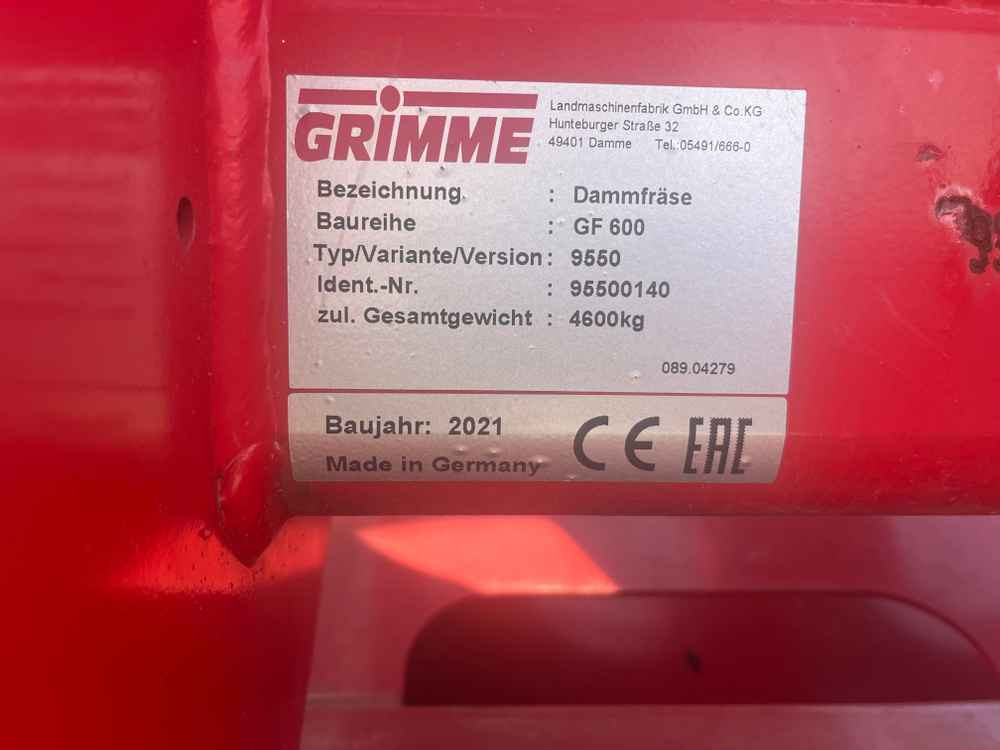 GRIMME
Landmaschinenfabrik GmbH & Co.KG
Hunteburger Straße 32
49401 Damme Tel.:05491/666-0
Bezeichnung : Dammfräse
Baureihe : GF 600
Typ/Variante/Version : 9550
Ident.-Nr. : 95500140
zul. Gesamtgewicht : 4600kg
089.04279
Baujahr: 2021
Made in Germany
CE EAC